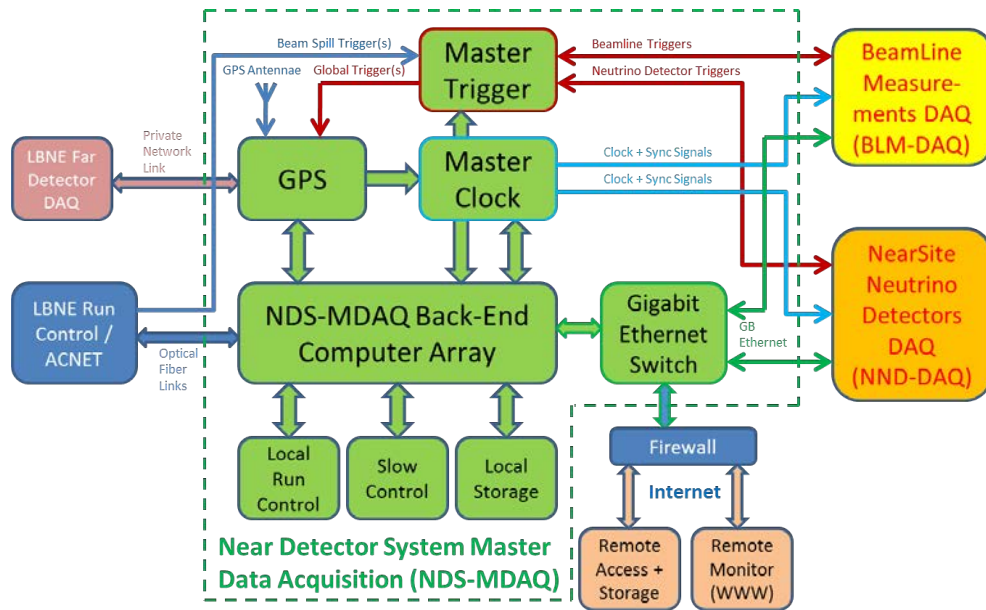 Beam Spill Trigger(s)
GPS Antennae
Global Trigger(s)
Master
Trigger
Beamline Triggers
Neutrino Detector Triggers
BeamLine
Measure-
ments DAQ
(BLM-DAQ)
Private
Network
Link
LBNE Far
Detector
DAQ
GPS
Master
Clock
Clock + Sync Signals
Clock + Sync Signals
LBNE Run
Control /
ACNET
Optical
Fiber
Links
NDS-MDAQ Back-End
Computer Array
Gigabit
Ethernet
Switch
GB
Ethernet
NearSite
Neutrino
Detectors
DAQ
(NND-DAQ)
Local
Run
Control
Slow
Control
Local
Storage
Firewall
Internet
Remote
Access +
Storage
Remote
Monitor
(WWW)
Near Detector System Master
Data Acquisition (NDS-MDAQ)